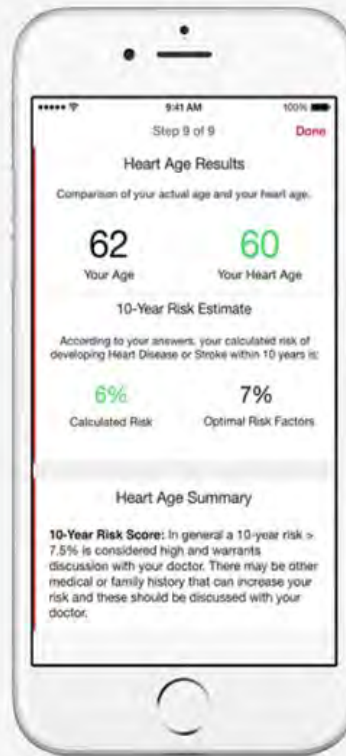 9:41 AM 100%
Step 9 of 9 Done
Heart Age Results
Comparison of your actual age and your heart age.
62 60
Your Age Your Heart Age
10-Year Risk Estimate
According to your answers, your calculated risk of
developing Heart Disease or Stroke within 10 years is:
6% 7%
Calculated Risk Optimal Risk Factors
Heart Age Summary
10-Year Risk Score: In general a 10-year risk >
7.5% is considered high and warrants
discussion with your doctor. There may be other
medical or family history that can increase your
risk and these should be discussed with your
doctor.